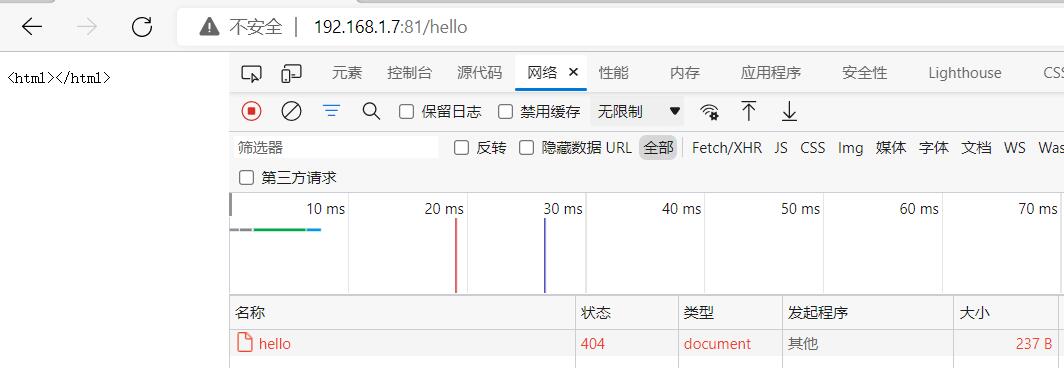 不安全 | 192.168.1.7:81/hello
<html></html>
元素 控制台 源代码 网络 × 性能 内存 应用程序 安全性 Lighthouse CSS
保留日志 禁用缓存 无限制
筛选器 反转 隐藏数据 URL 全部 Fetch/XHR JS CSS Img 媒体 字体 文档 WS Was
第三方请求
10 ms 20 ms 30 ms 40 ms 50 ms 60 ms 70 ms
名称 状态 类型 发起程序 大小
hello 404 document 其他 237 B